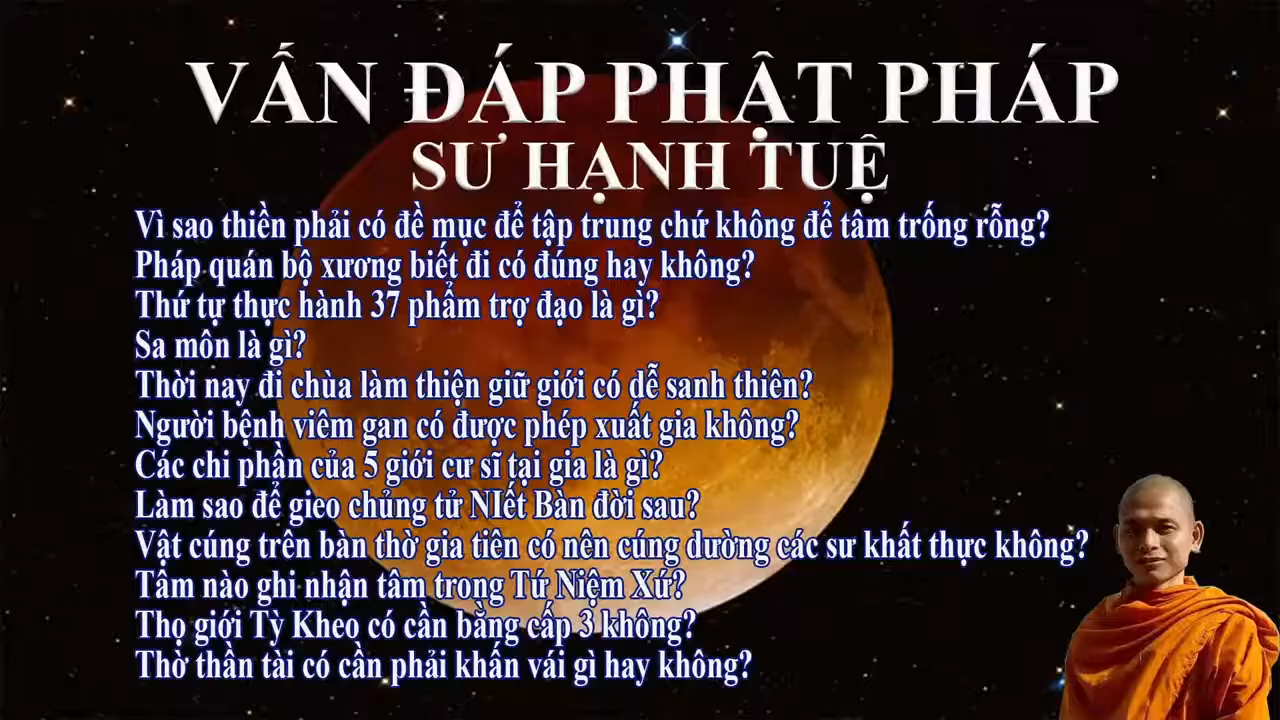 VẤN ĐÁP PHẬT PHÁP
SƯ HẠNH TUỆ
Vì sao thiền phải có đề mục để tập trung chứ không để tâm trống rỗng?
Pháp quán bộ xương biết đi có đúng hay không?
Thứ tự thực hành 37 phẩm trợ đạo là gì?
Sa môn là gì?
Thời nay đi chùa làm thiện giữ giới có dễ sanh thiên?
Người bệnh viêm gan có được phép xuất gia không?
Các chi phần của 5 giới cư sĩ tại gia là gì?
Làm sao để gieo chủng tử NIết Bàn đời sau?
Vật cúng trên bàn thờ gia tiên có nên cúng dường các sư khất thực không?
Tâm nào ghi nhận tâm trong Tứ Niệm Xứ?
Thọ giới Tỳ Kheo có cần bằng cấp 3 không?
Thờ thần tài có cần phải khấn vái gì hay không?